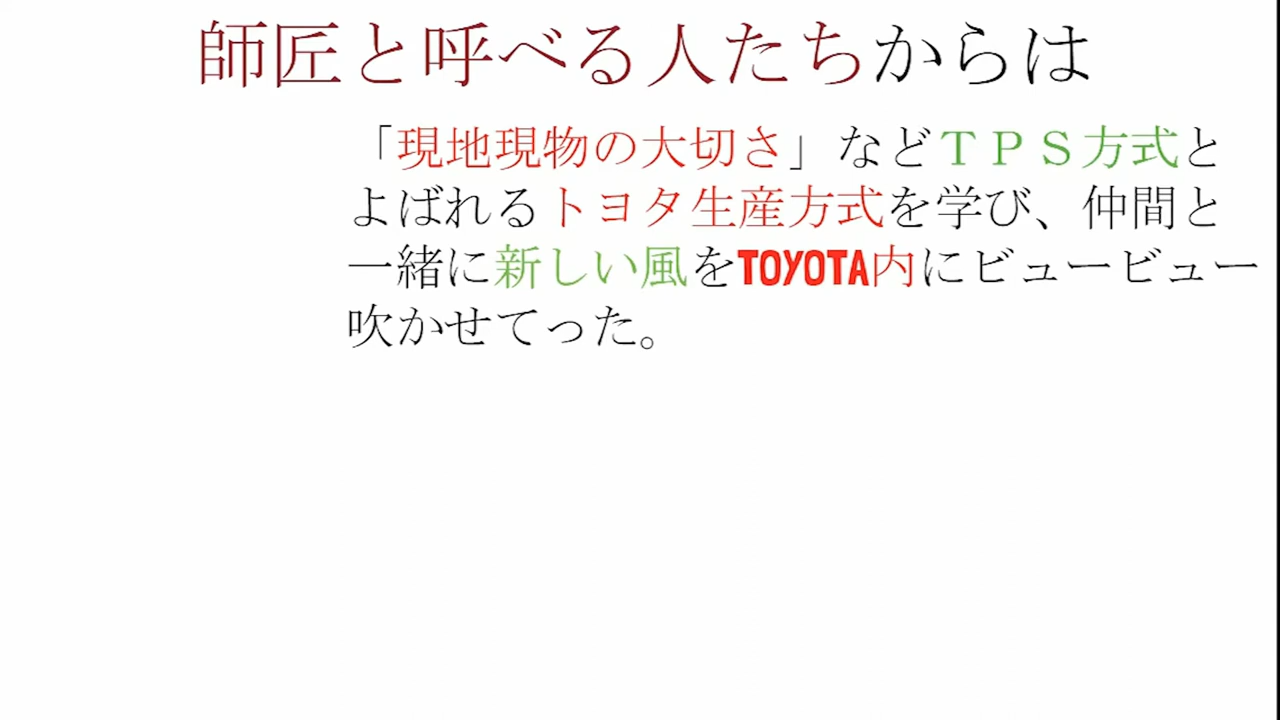 師匠と呼べる人たちからは
「現地現物の大切さ」などＴＰＳ方式と
よばれるトヨタ生産方式を学び、仲間と
一緒に新しい風をTOYOTA内にビュービュー
吹かせてった。